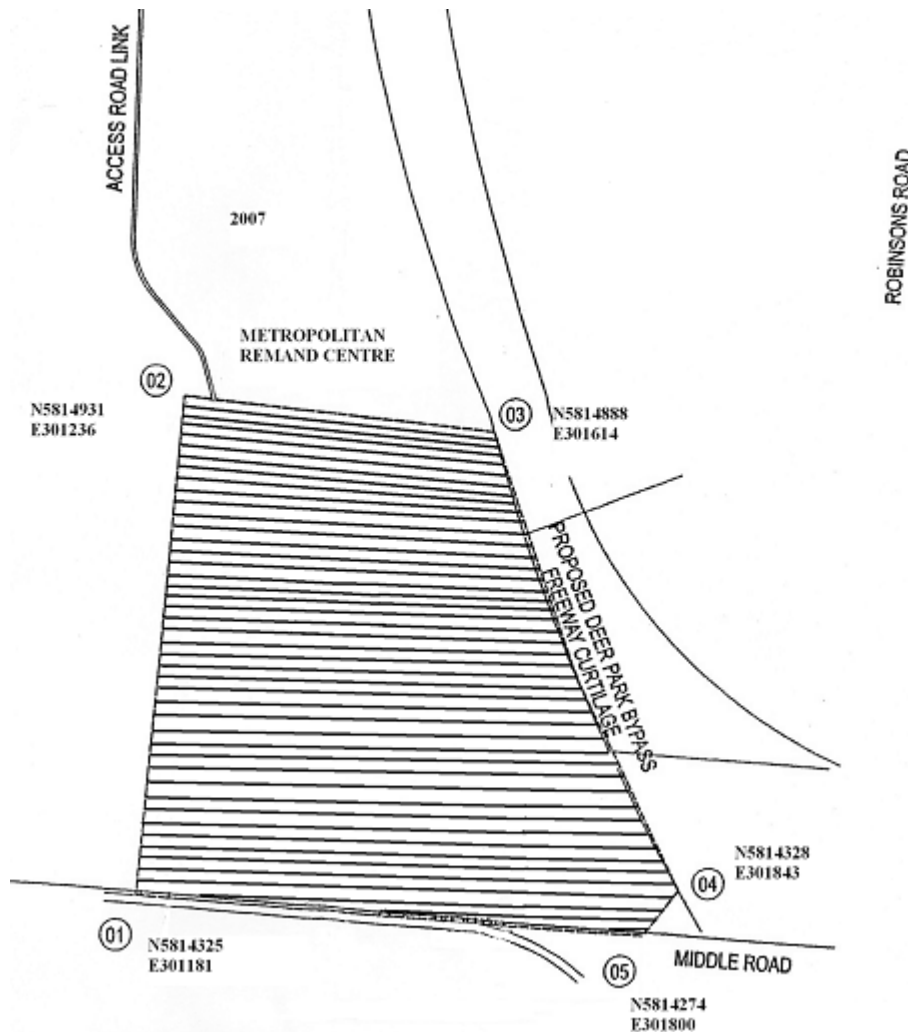 ACCESS ROAD LINK
ROBINSONS ROAD
2007
METROPOLITAN
REMAND CENTRE
02
N5814931
E301236
03
N5814888
E301614
PROPOSED DEER PARK BYPASS
FREEWAY CURTILAGE
N5814328
E301843
04
01
N5814325
E301181
MIDDLE ROAD
05
N5814274
E301800